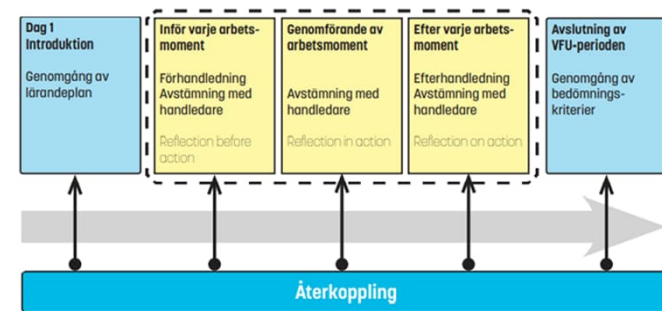 Dag 1
Introduktion
Genomgång av
lärandeplan
Inför varje arbets-
moment
Förhandledning
Avstämning med
handledare
Reflection before
action
Genomförande av
arbetsmoment
Avstämning med
handledare
Reflection in action
Efter varje arbets-
moment
Efterhandledning
Avstämning med
handledare
Reflection on action
Avslutning av
VFU-perioden
Genomgång av
bedömnings-
kriterier
Återkoppling